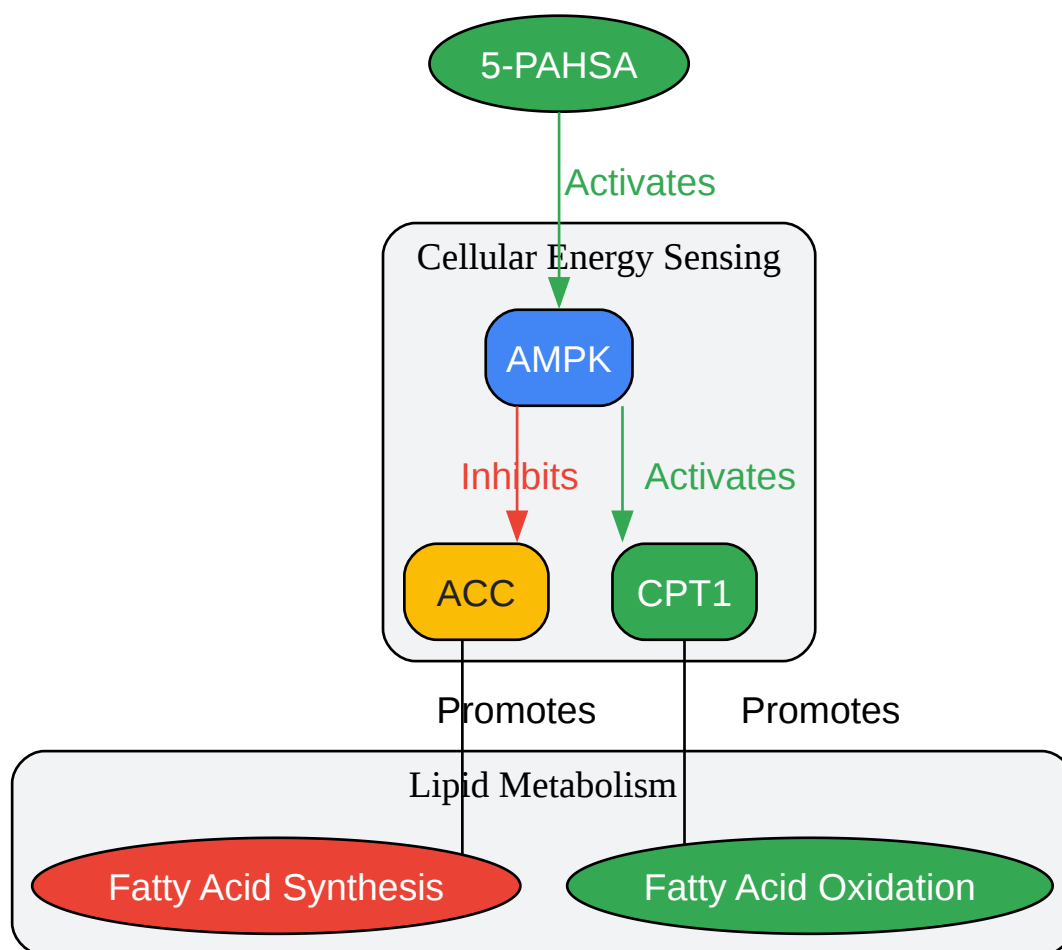 5-PAHSA
Activates
Cellular Energy Sensing
AMPK
Inhibits
Activates
ACC
CPT1
Promotes
Promotes
Lipid Metabolism
Fatty Acid Synthesis
Fatty Acid Oxidation